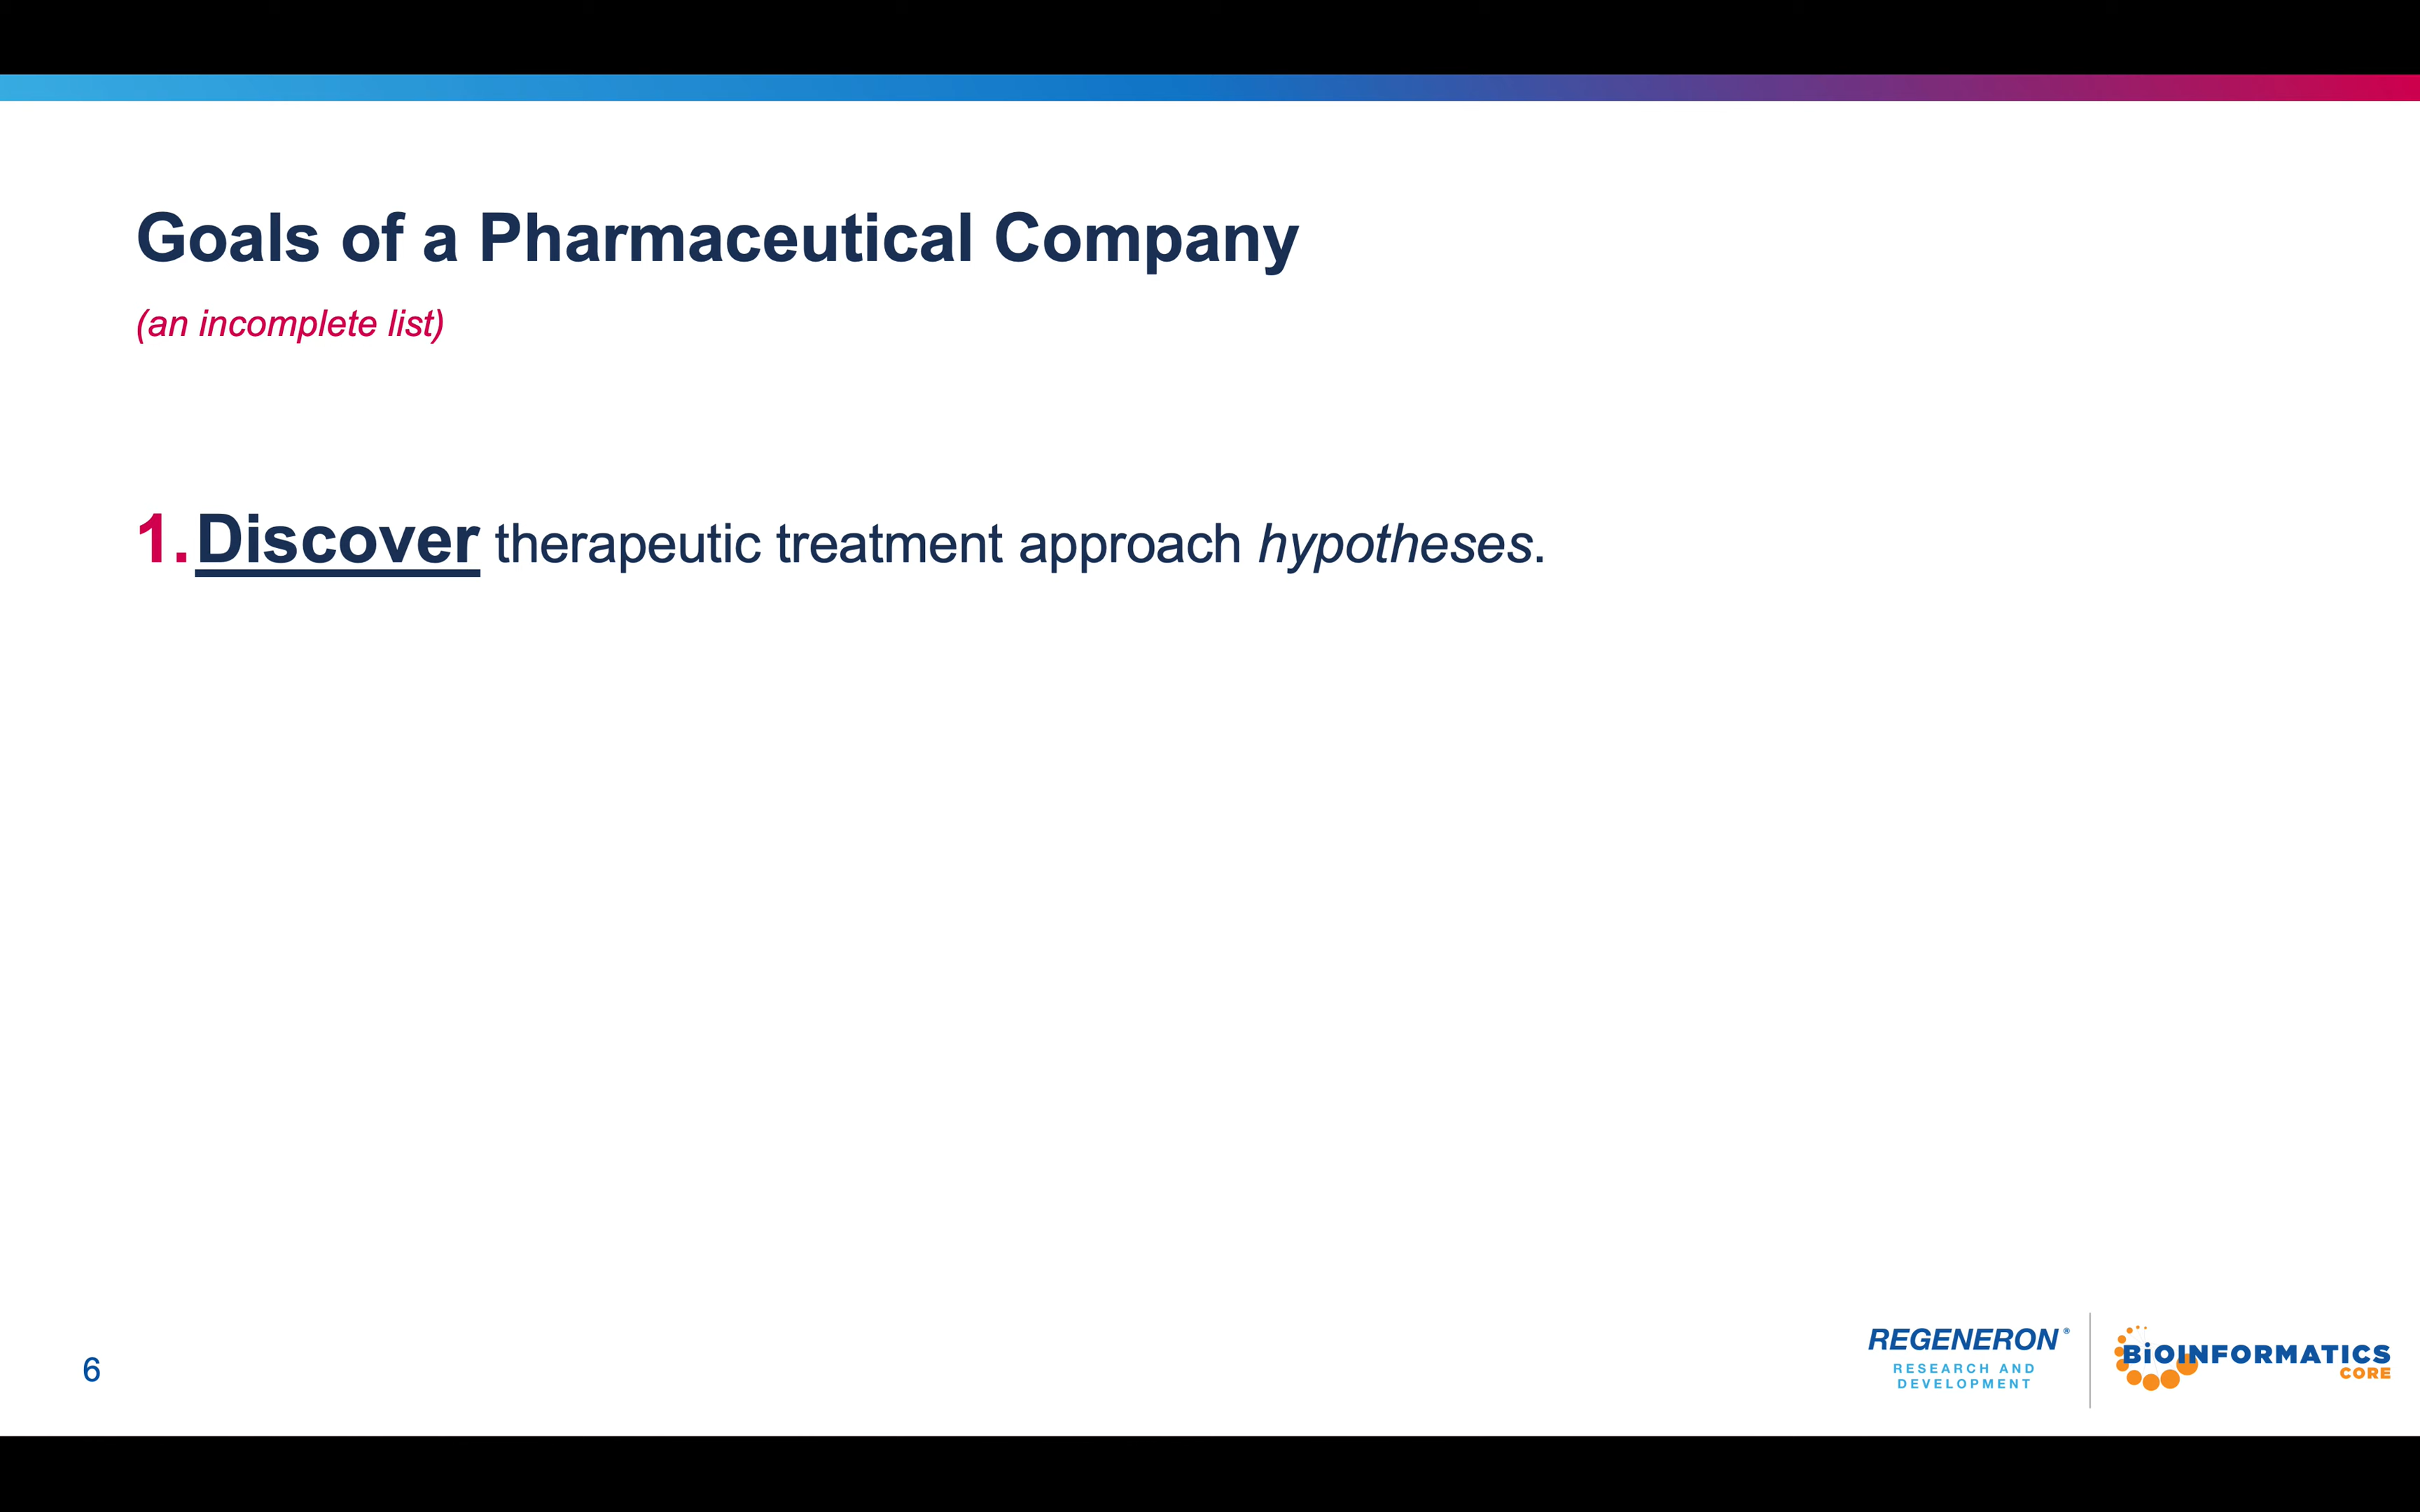 Goals of a Pharmaceutical Company
(an incomplete list)
1. Discover therapeutic treatment approach hypotheses.
6
REGENERON®
RESEARCH AND
DEVELOPMENT
BiOINFORMATICS
CORE